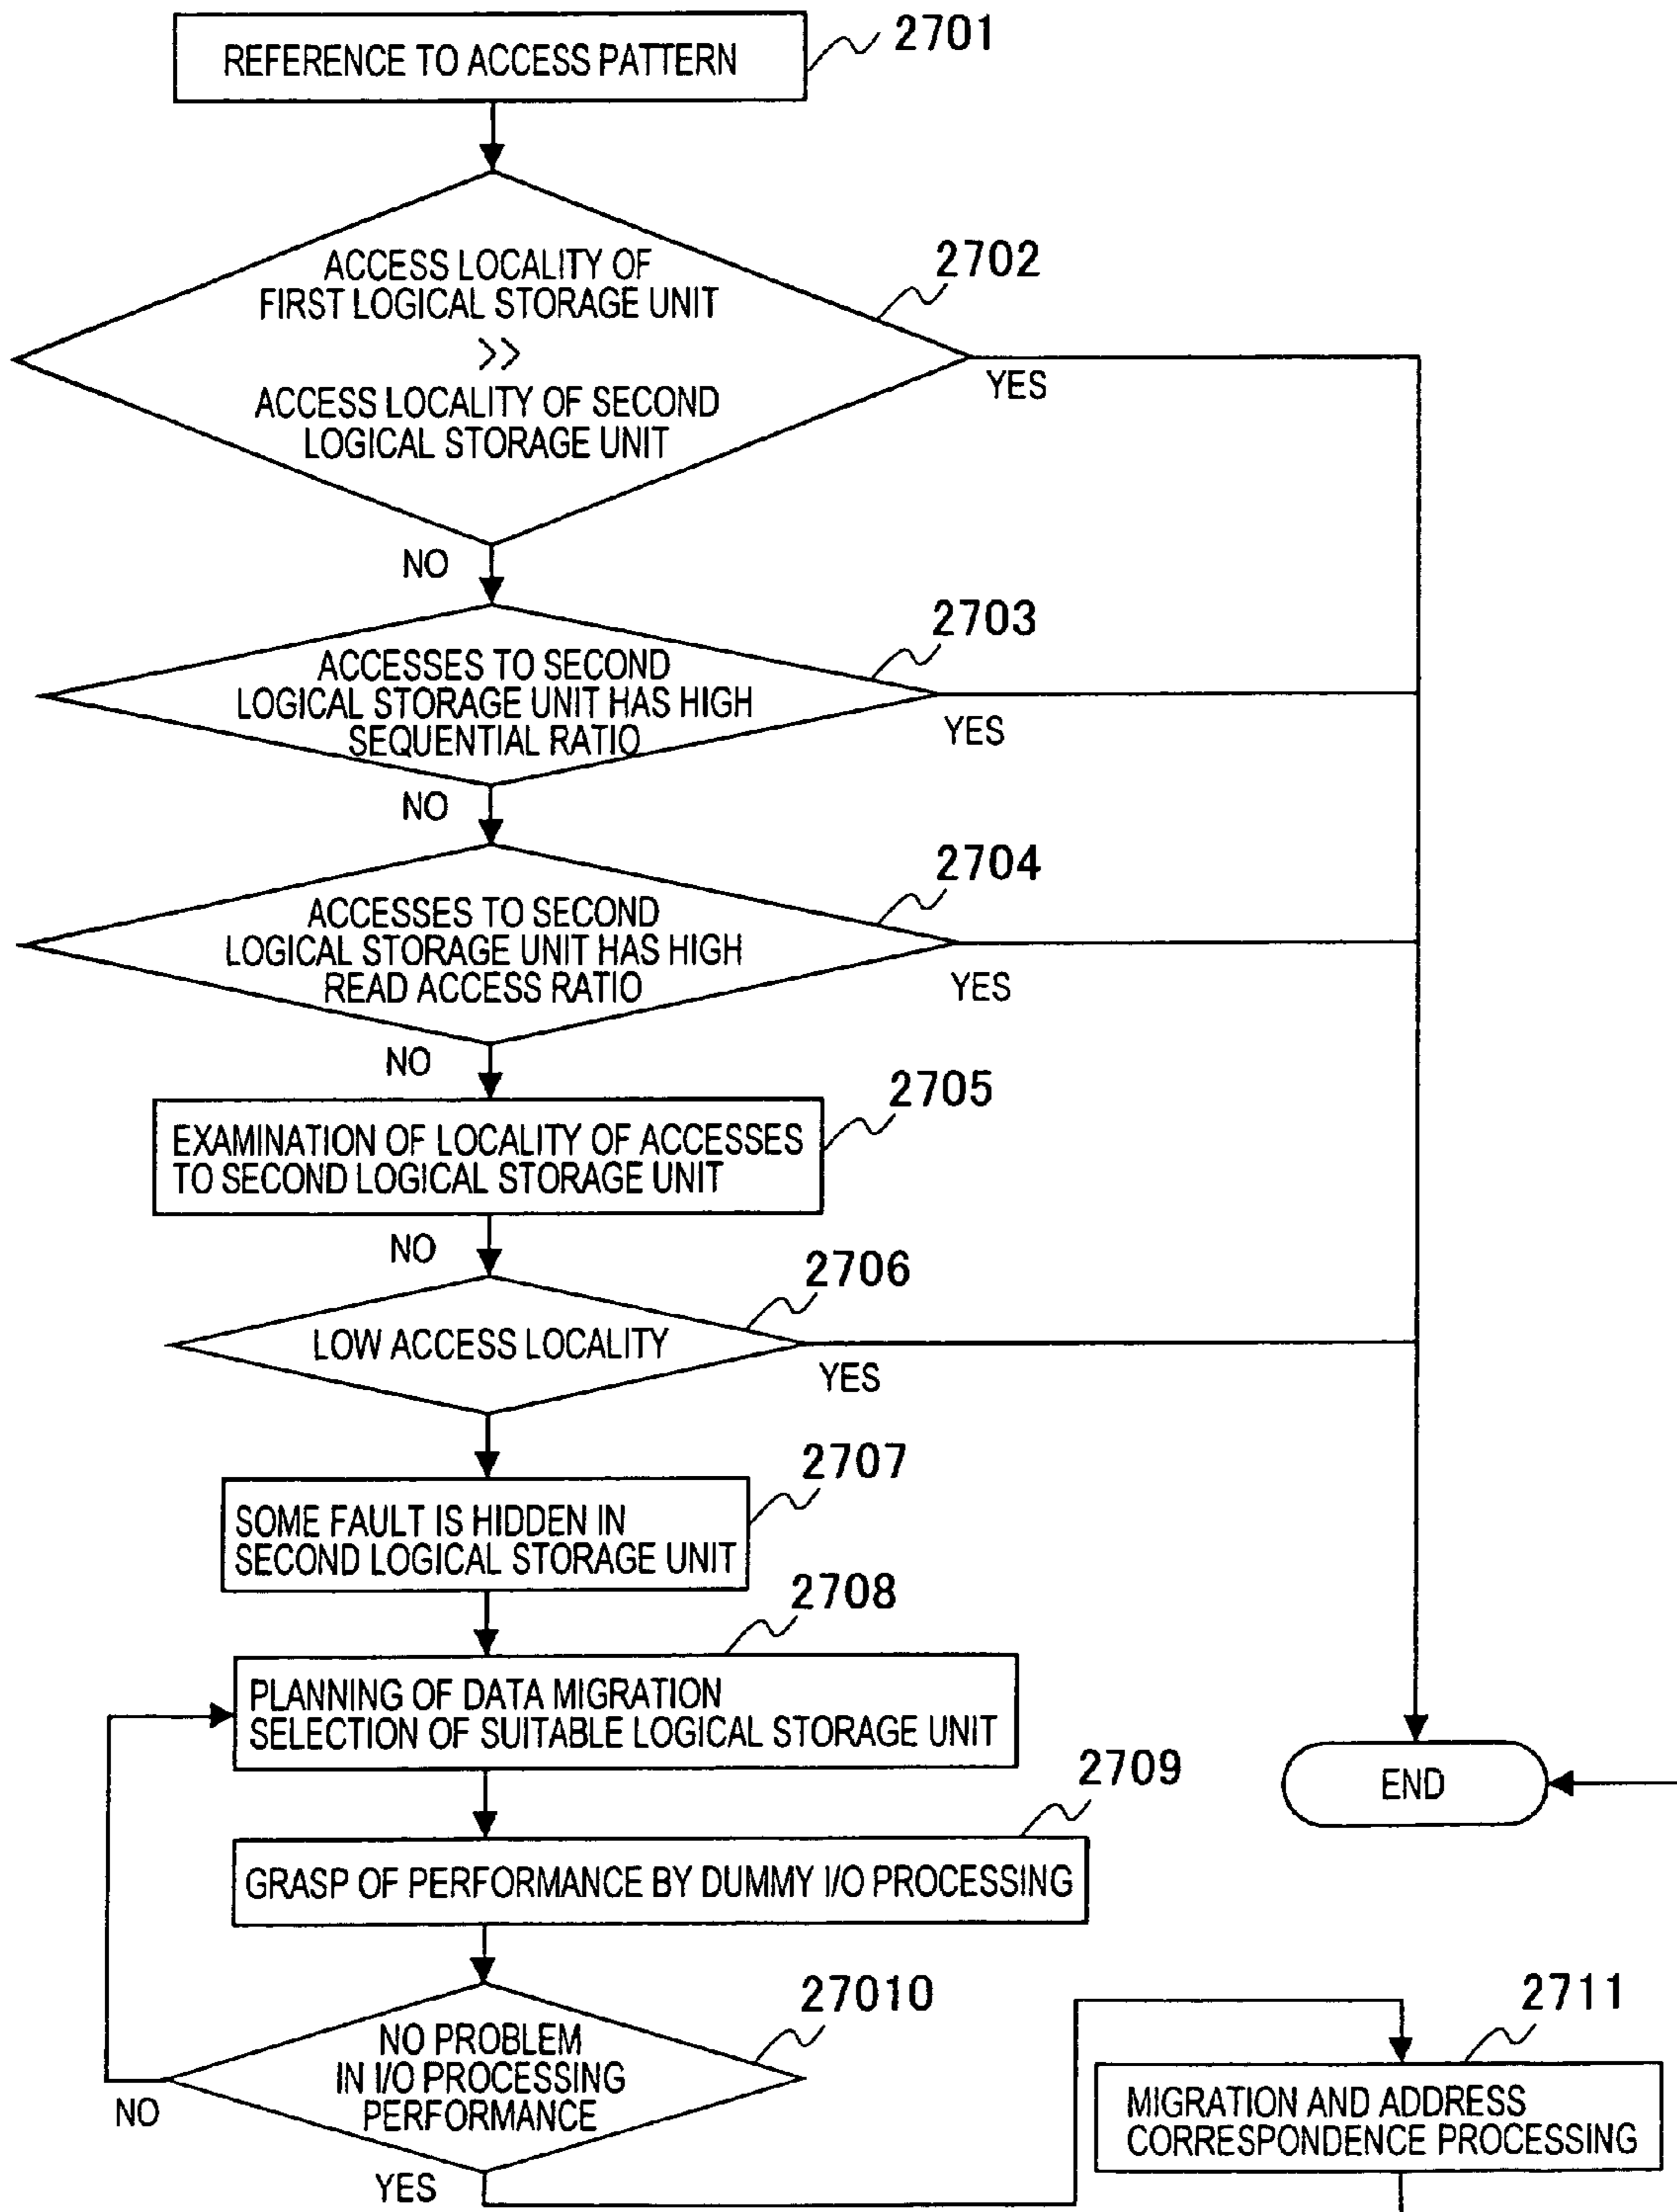 REFERENCE TO ACCESS PATTERN
2701
ACCESS LOCALITY OF
FIRST LOGICAL STORAGE UNIT
>>
ACCESS LOCALITY OF SECOND
LOGICAL STORAGE UNIT
2702
YES
NO
ACCESSES TO SECOND
LOGICAL STORAGE UNIT HAS HIGH
SEQUENTIAL RATIO
2703
YES
NO
ACCESSES TO SECOND
LOGICAL STORAGE UNIT HAS HIGH
READ ACCESS RATIO
2704
YES
NO
EXAMINATION OF LOCALITY OF ACCESSES
TO SECOND LOGICAL STORAGE UNIT
2705
NO
LOW ACCESS LOCALITY
2706
YES
SOME FAULT IS HIDDEN IN
SECOND LOGICAL STORAGE UNIT
2707
PLANNING OF DATA MIGRATION
SELECTION OF SUITABLE LOGICAL STORAGE UNIT
2708
END
GRASP OF PERFORMANCE BY DUMMY I/O PROCESSING
2709
NO PROBLEM
IN I/O PROCESSING
PERFORMANCE
27010
NO
YES
MIGRATION AND ADDRESS
CORRESPONDENCE PROCESSING
2711